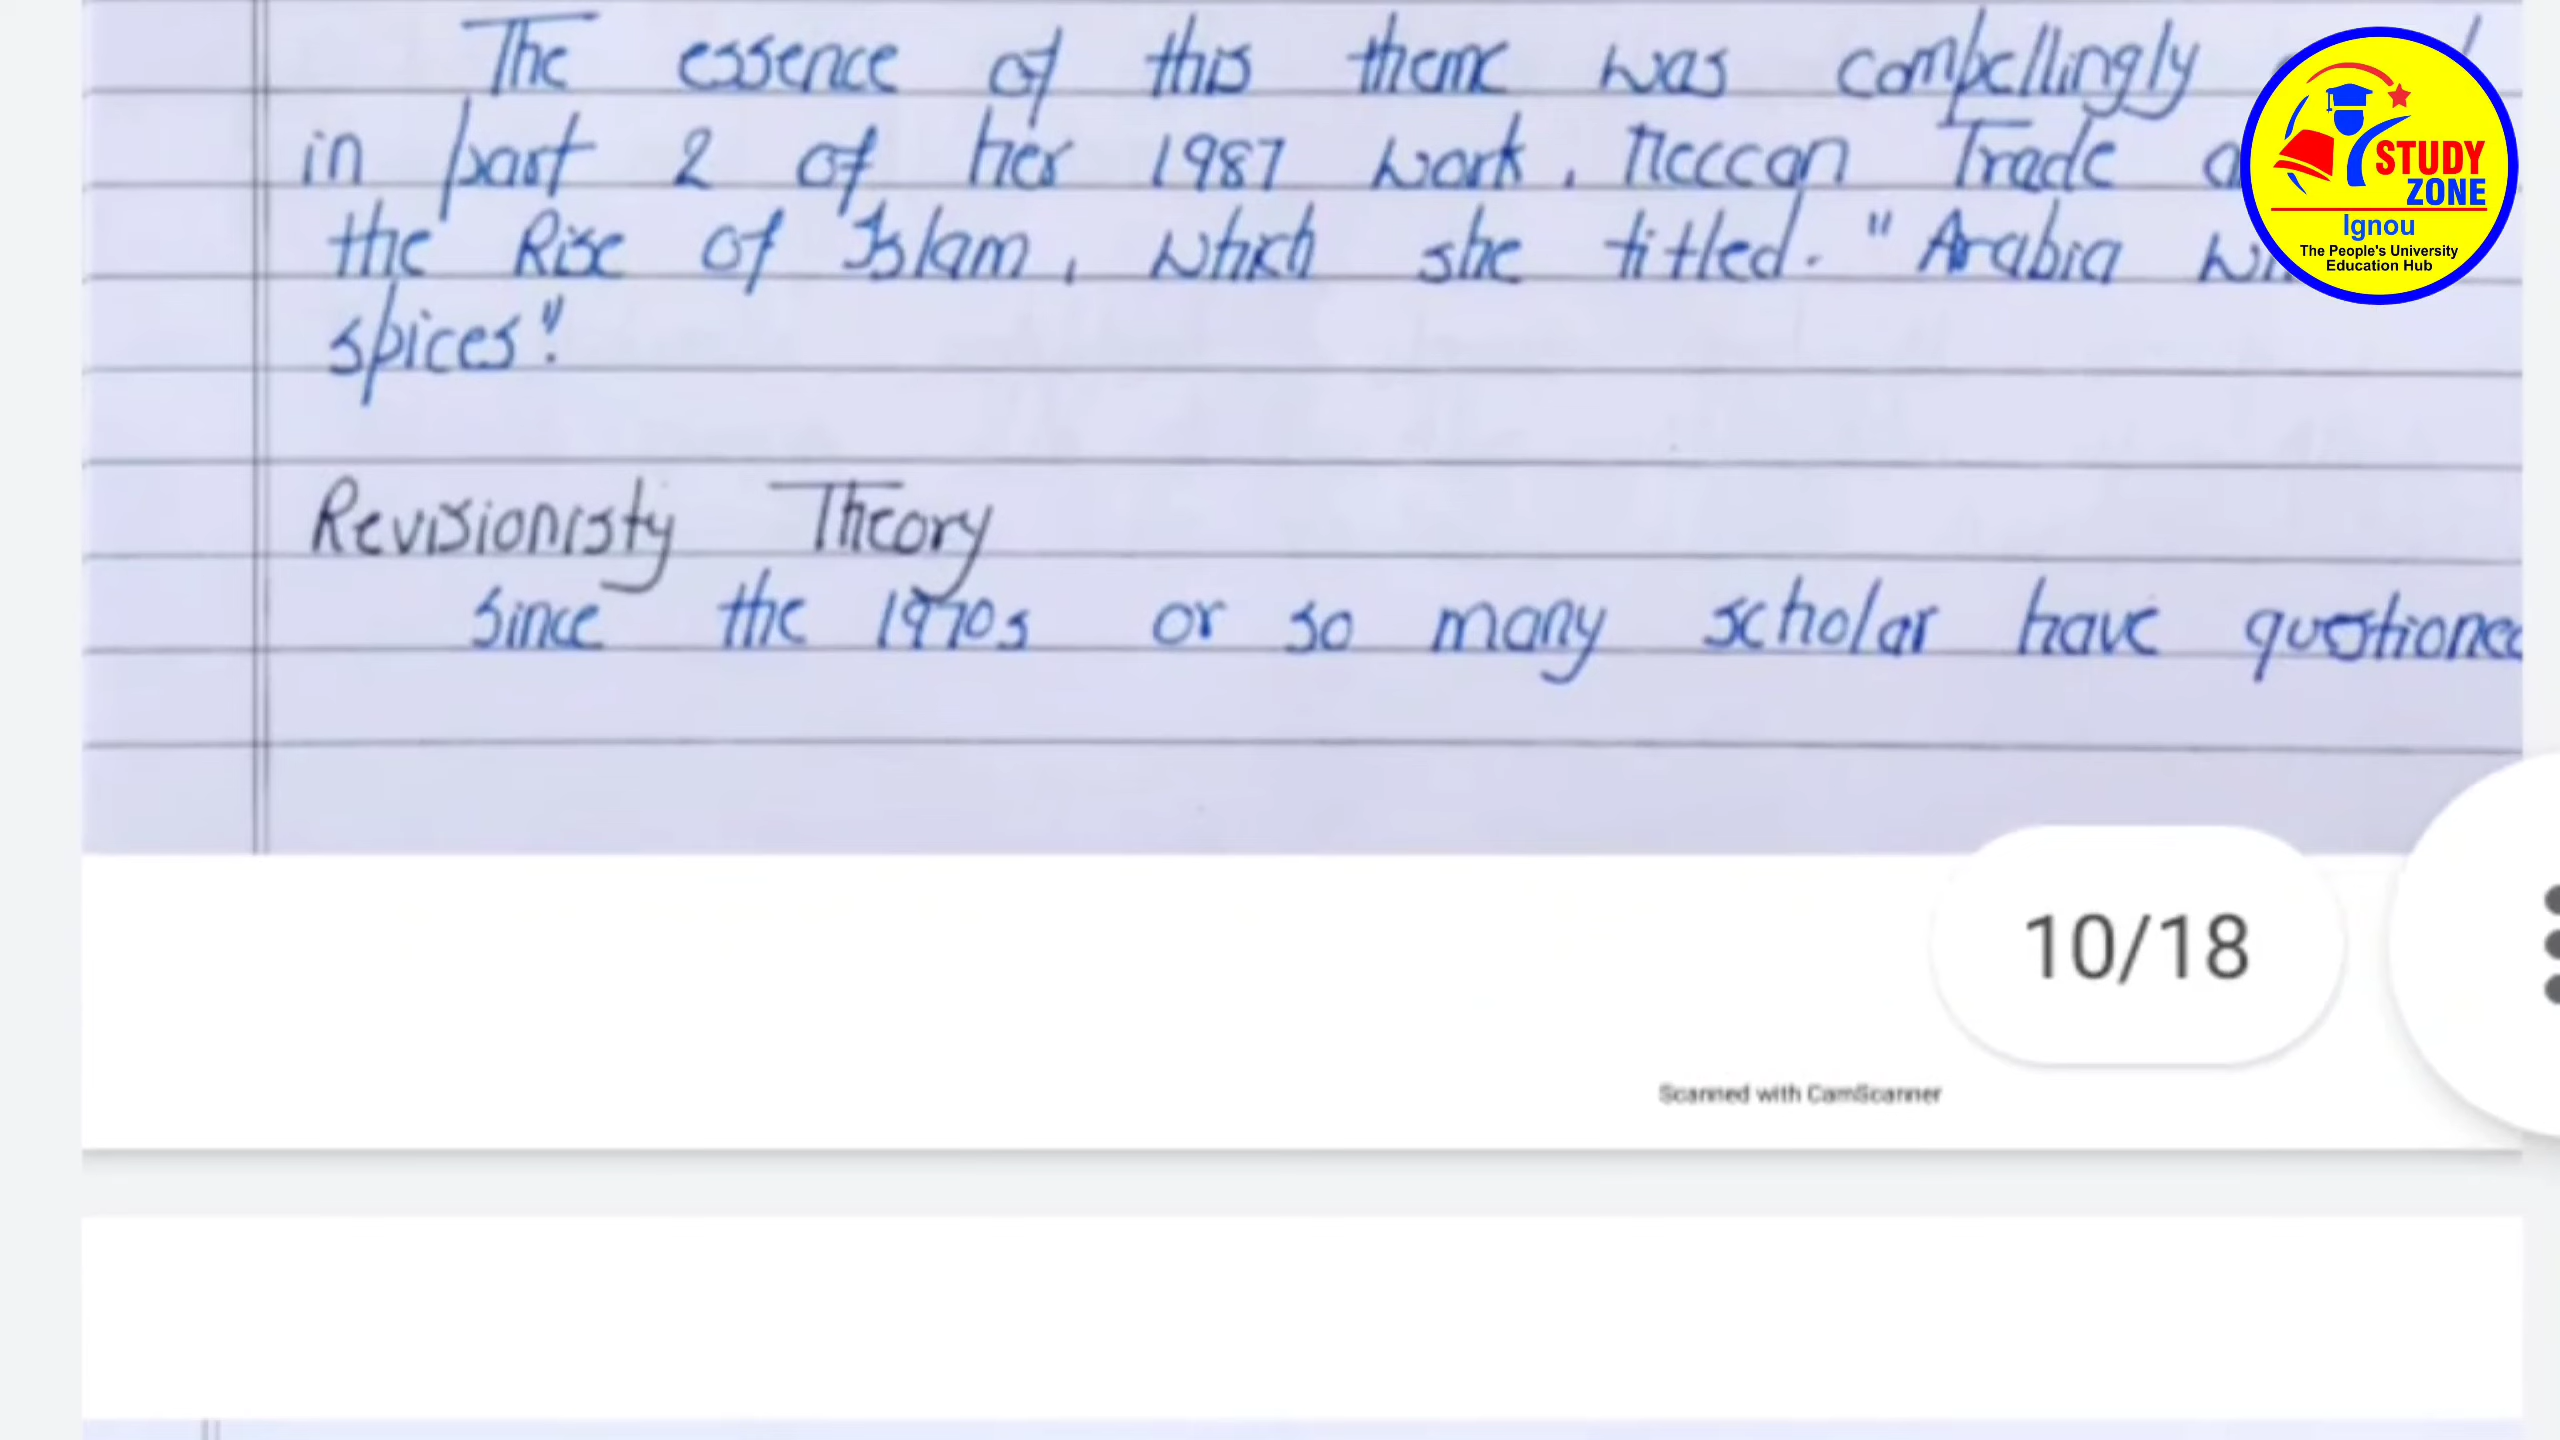 The essence of this theme was compellingly
in part 2 of her 1987 work, Meccan Trade
the Rise of Islam, which she titled. "Arabia
spices".
Revisionisty Theory
Since the 1970s or so many scholar have questioned
STUDY
ZONE
Ignou
The People's University
Education Hub
10/18
Scanned with CamScanner